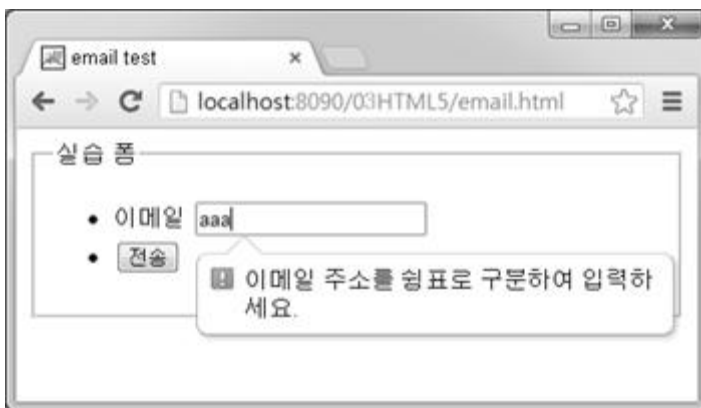 email test
localhost:8090/03HTML5/email.html
실습 폼
이메일 aaa
전송
이메일 주소를 쉼표로 구분하여 입력하
세요.